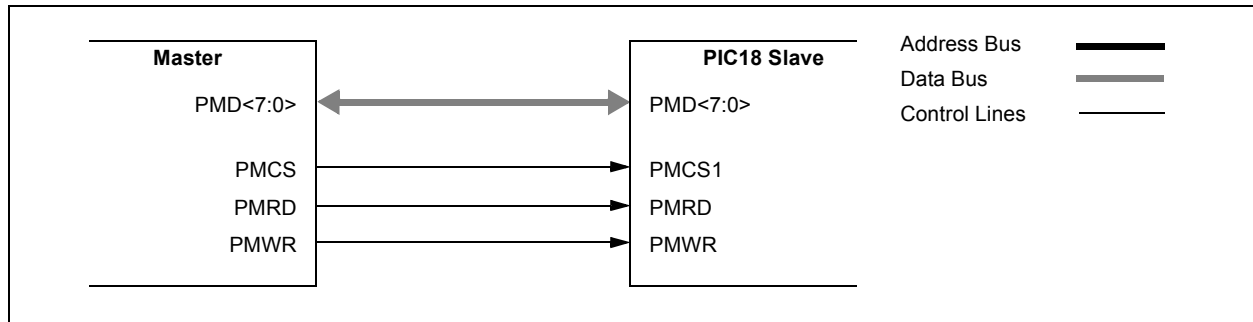 Master
PMD<7:0>
PMCS
PMRD
PMWR
PIC18 Slave
PMD<7:0>
PMCS1
PMRD
PMWR
Address Bus
Data Bus
Control Lines